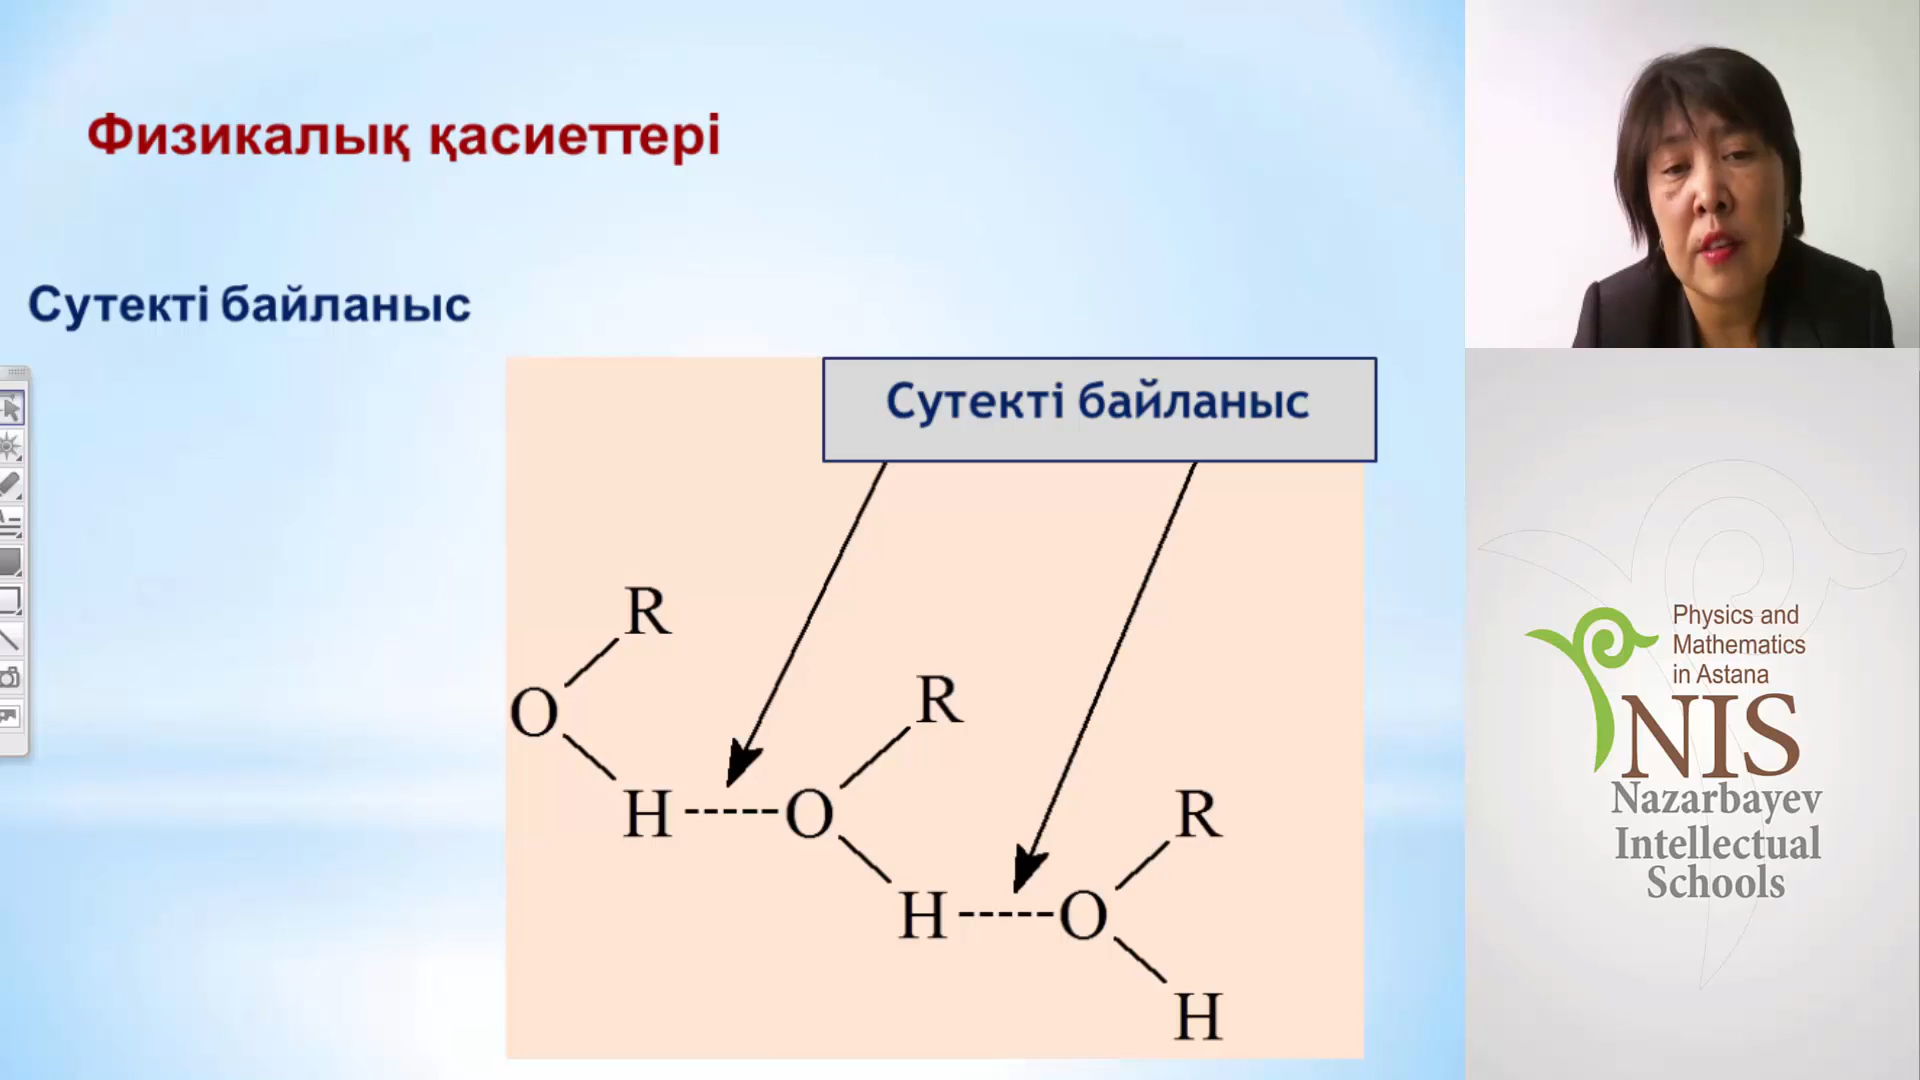 Физикалық қасиеттері
Сутекті байланыс
Сутекті байланыс
R
O
R
H-----O
R
H-----O
H
Physics and
Mathematics
in Astana
NIS
Nazarbayev
Intellectual
Schools